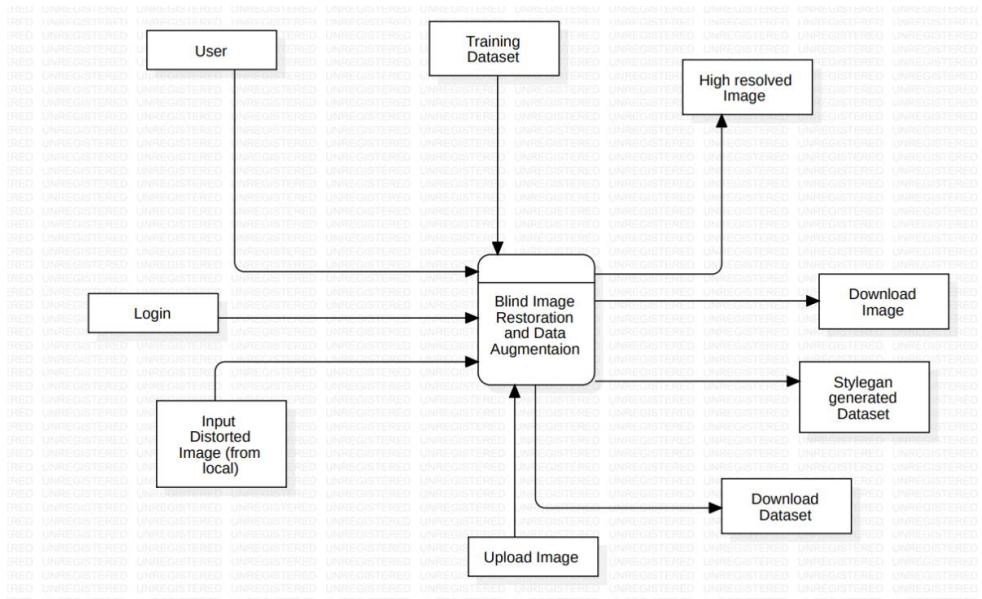 User
Training
Dataset
High resolved
Image
Blind Image
Restoration
and Data
Augmentaion
Login
Download
Image
Input
Distorted
Image (from
local)
Stylegan
generated
Dataset
Download
Dataset
Upload Image
UNREGISTERED